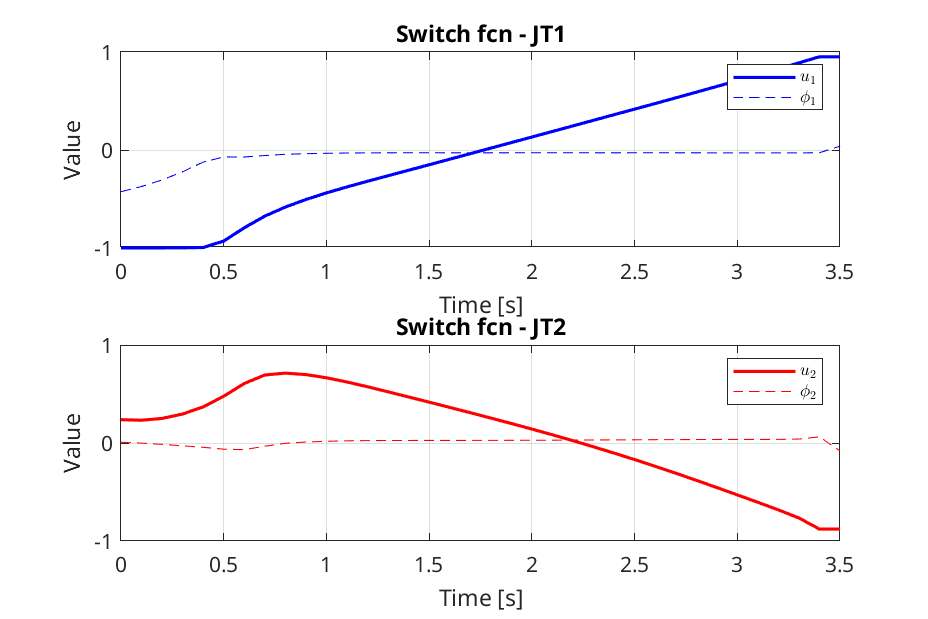 Switch fcn - JT1
1
0
-1
Value
u₁
ϕ₁
0 0.5 1 1.5 2 2.5 3 3.5
Time [s]
Switch fcn - JT2
1
0
-1
Value
u₂
ϕ₂
0 0.5 1 1.5 2 2.5 3 3.5
Time [s]